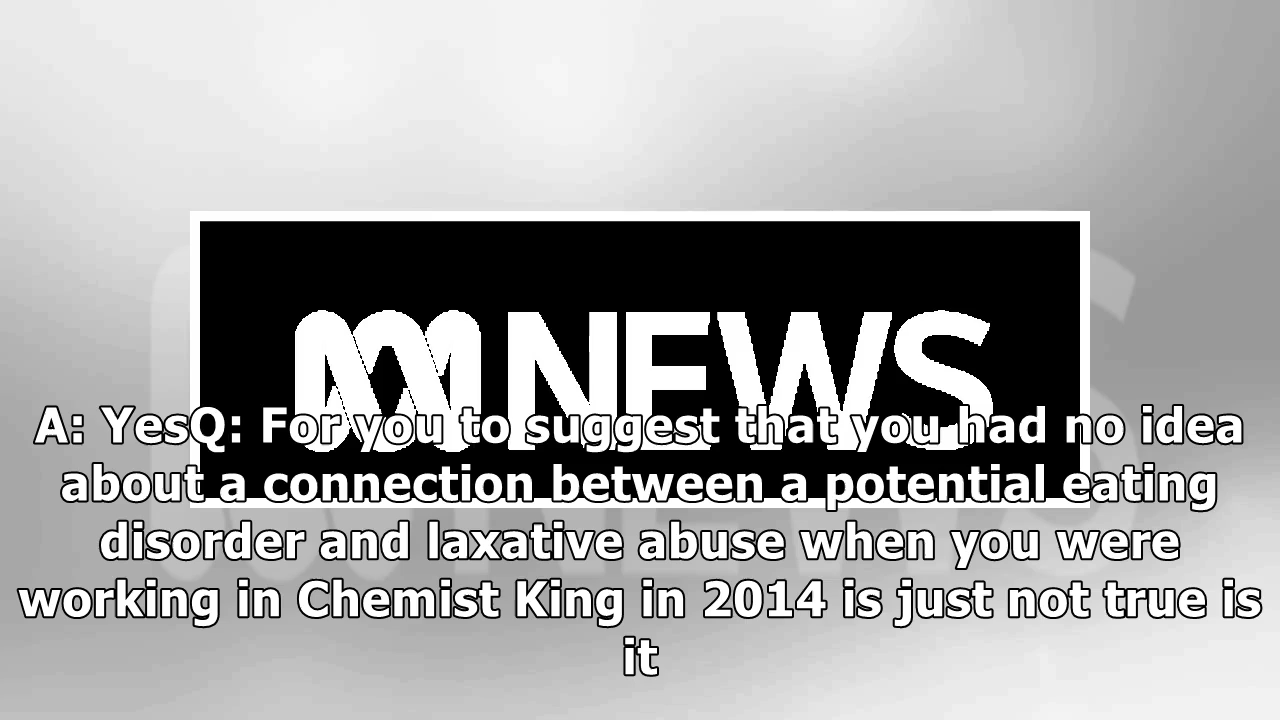 NEWS
A: YesQ: For you to suggest that you had no idea
about a connection between a potential eating
disorder and laxative abuse when you were
working in Chemist King in 2014 is just not true is
it